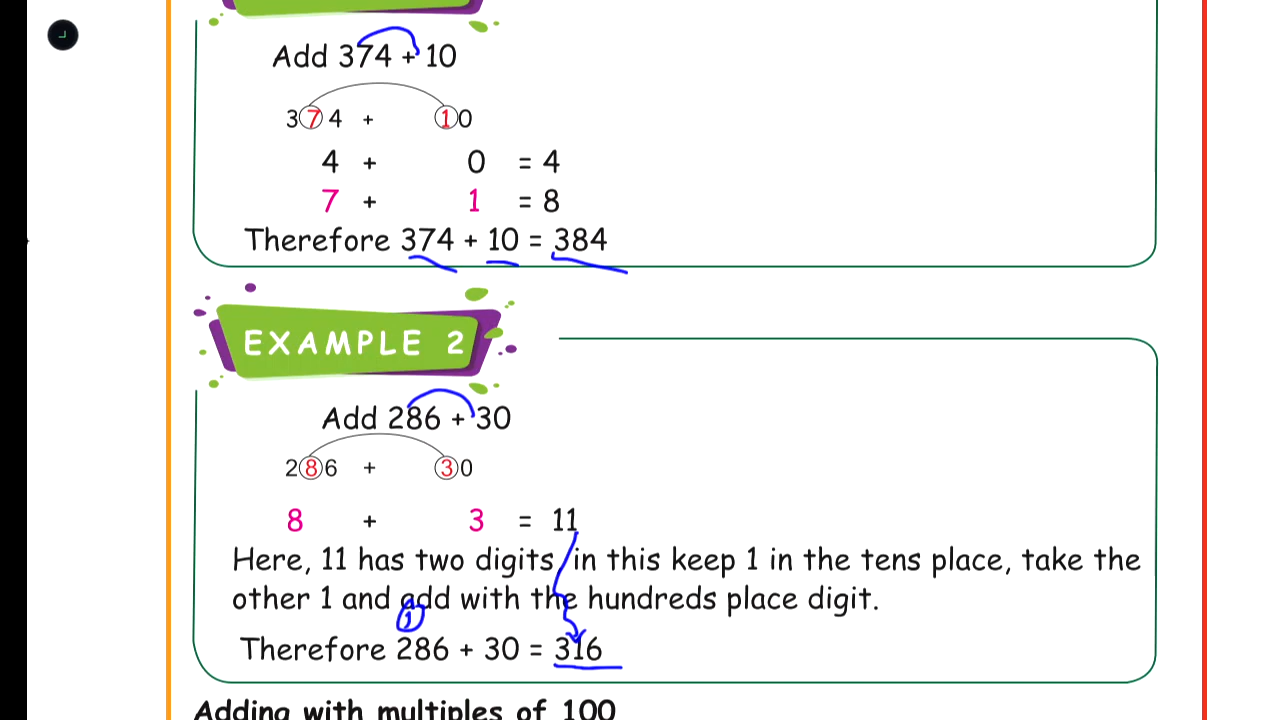 Add 374 + 10
374 + 10
4 + 0 = 4
7 + 1 = 8
Therefore 374 + 10 = 384
EXAMPLE 2
Add 286 + 30
286 + 30
8 + 3 = 11
Here, 11 has two digits in this keep 1 in the tens place, take the
other 1 and add with the hundreds place digit.
1
Therefore 286 + 30 = 316
Adding with multiples of 100